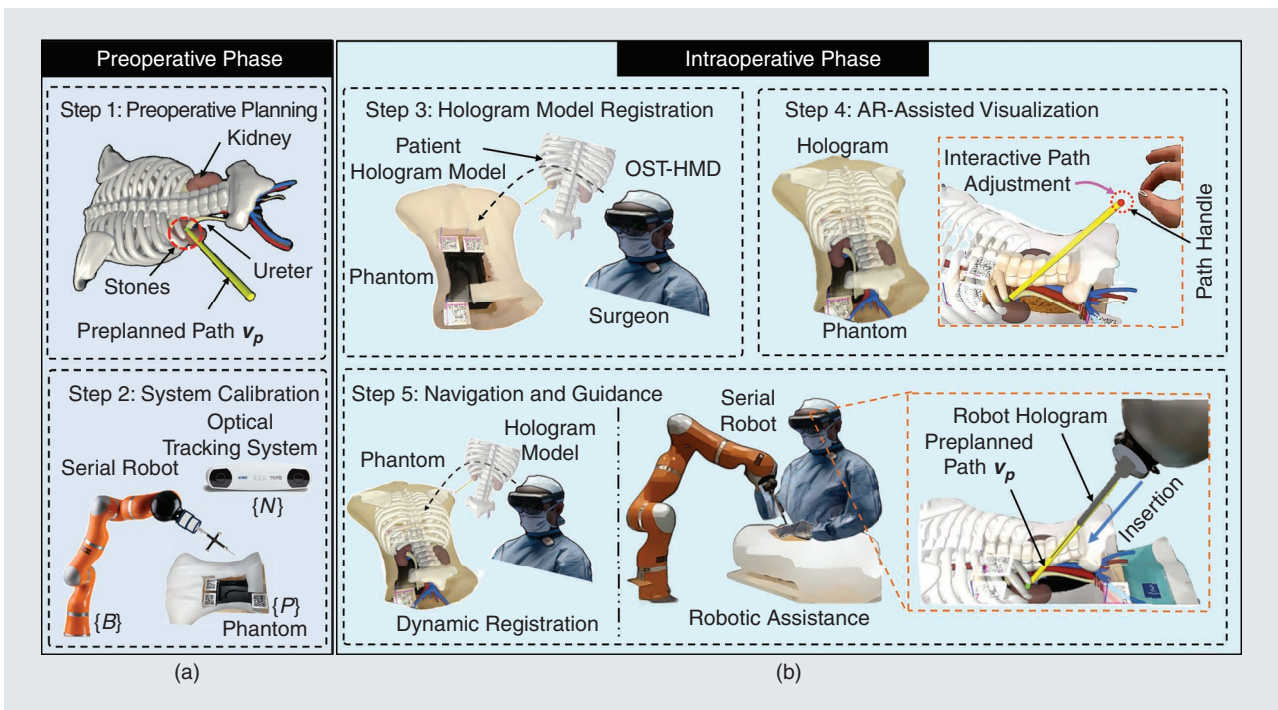 Preoperative Phase
Step 1: Preoperative Planning
Kidney
Stones
Ureter
Preplanned Path v_p
Step 2: System Calibration
Optical
Tracking System
Serial Robot
{N}
{B}
{P}
Phantom
(a)
Intraoperative Phase
Step 3: Hologram Model Registration
Patient
Hologram Model
OST-HMD
Phantom
Surgeon
Step 4: AR-Assisted Visualization
Hologram
Phantom
Interactive Path
Adjustment
Path Handle
Step 5: Navigation and Guidance
Phantom
Hologram
Model
Dynamic Registration
Serial
Robot
Robotic Assistance
Robot Hologram
Preplanned
Path v_p
Insertion
(b)